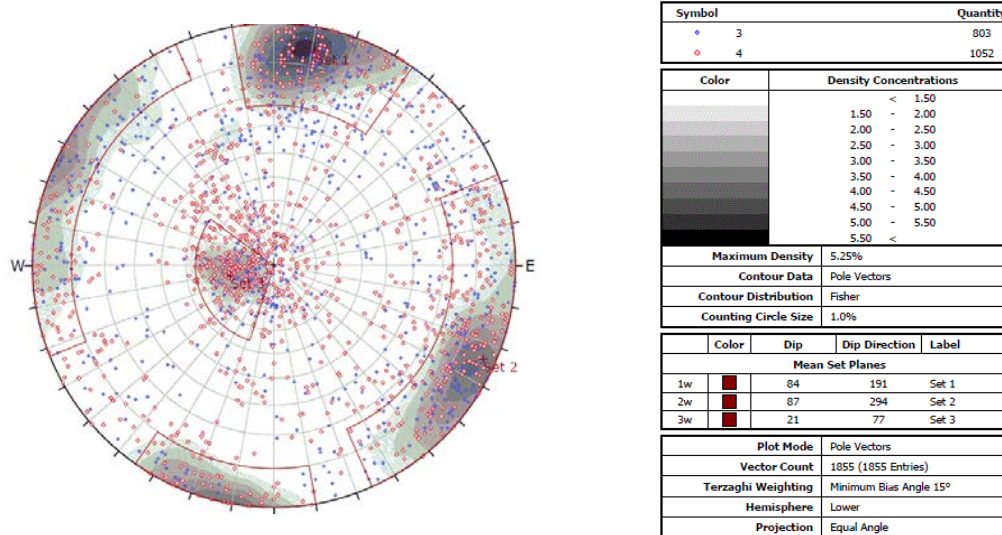 Symbol Quantity
3 803
4 1052
Color Density Concentrations
< 1.50
1.50 - 2.00
2.00 - 2.50
2.50 - 3.00
3.00 - 3.50
3.50 - 4.00
4.00 - 4.50
4.50 - 5.00
5.00 - 5.50
5.50 <
Maximum Density 5.25%
Contour Data Pole Vectors
Contour Distribution Fisher
Counting Circle Size 1.0%
Color Dip Dip Direction Label
Mean Set Planes
1w 84 191 Set 1
2w 87 294 Set 2
3w 21 77 Set 3
Plot Mode Pole Vectors
Vector Count 1855 (1855 Entries)
Terzaghi Weighting Minimum Bias Angle 15°
Hemisphere Lower
Projection Equal Angle
Set 1
W
E
Set
Set 2